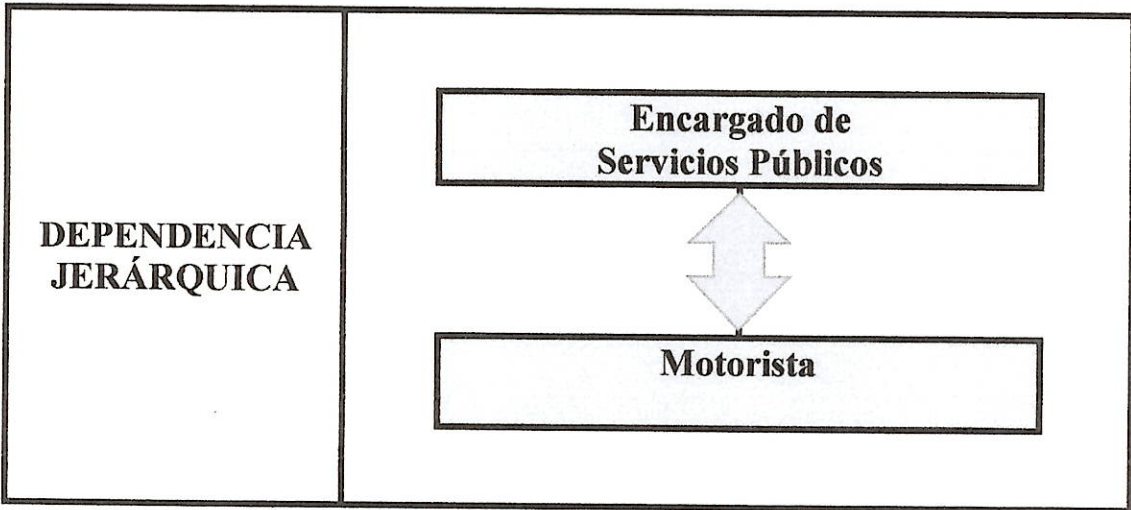 DEPENDENCIA
JERÁRQUICA
Encargado de
Servicios Públicos
Motorista